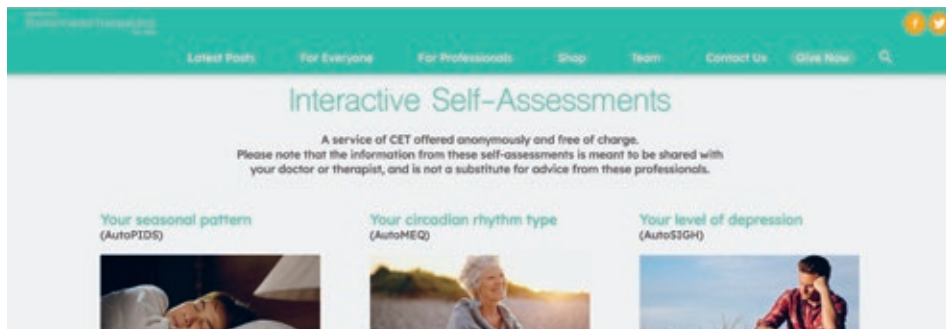 Latest Posts For Everyone For Professionals Shop Team Contact Us Give Now
Interactive Self-Assessments
A service of CET offered anonymously and free of charge.
Please note that the information from these self-assessments is meant to be shared with
your doctor or therapist, and is not a substitute for advice from these professionals.
Your seasonal pattern Your circadian rhythm type Your level of depression
(AutoPIDS) (AutoMEQ) (AutoSIGH)